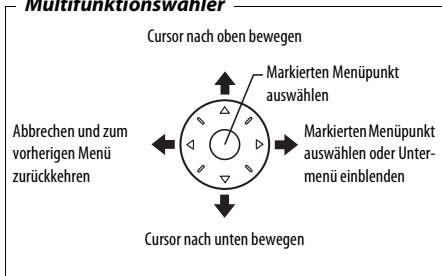 Multifunktionswähler
Cursor nach oben bewegen
Markierten Menüpunkt
auswählen
Abbrechen und zum
vorherigen Menü
zurückkehren
Markierten Menüpunkt
auswählen oder Unter-
menü einblenden
Cursor nach unten bewegen